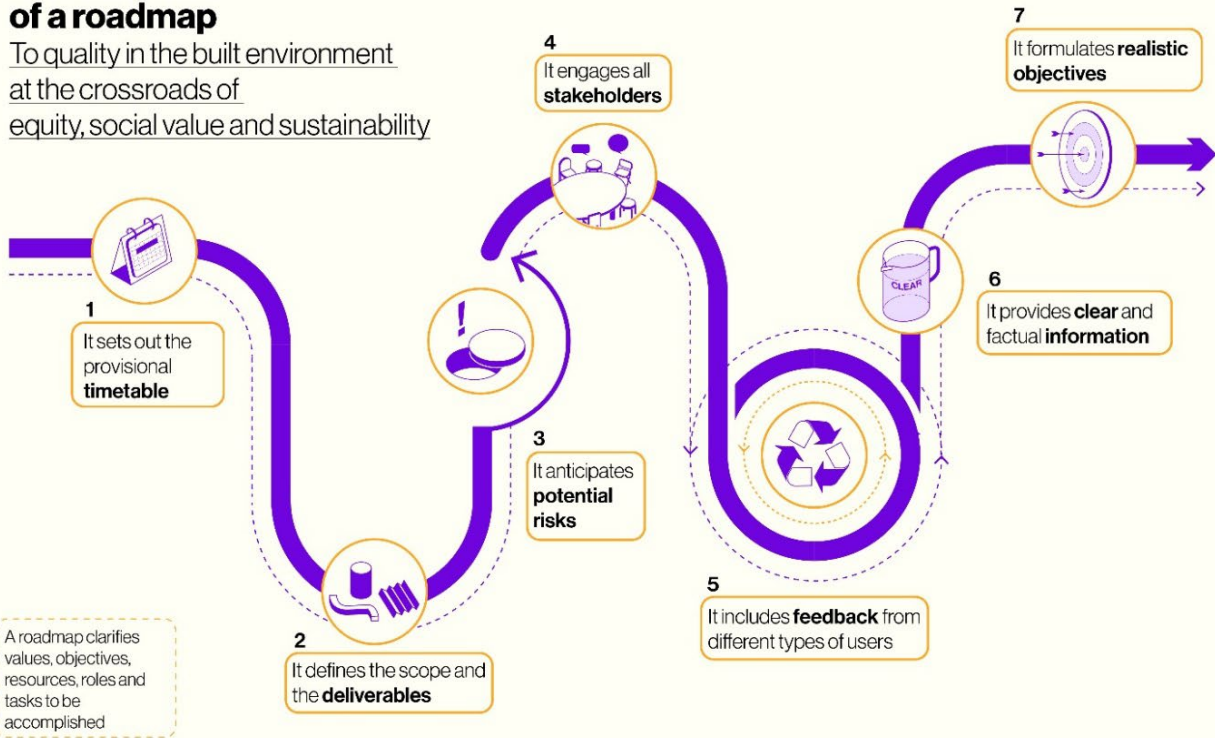 of a roadmap
To quality in the built environment
at the crossroads of
equity, social value and sustainability
1
It sets out the
provisional
timetable
2
It defines the scope and
the deliverables
3
It anticipates
potential
risks
4
It engages all
stakeholders
5
It includes feedback from
different types of users
CLEAR
6
It provides clear and
factual information
7
It formulates realistic
objectives
A roadmap clarifies
values, objectives,
resources, roles and
tasks to be
accomplished